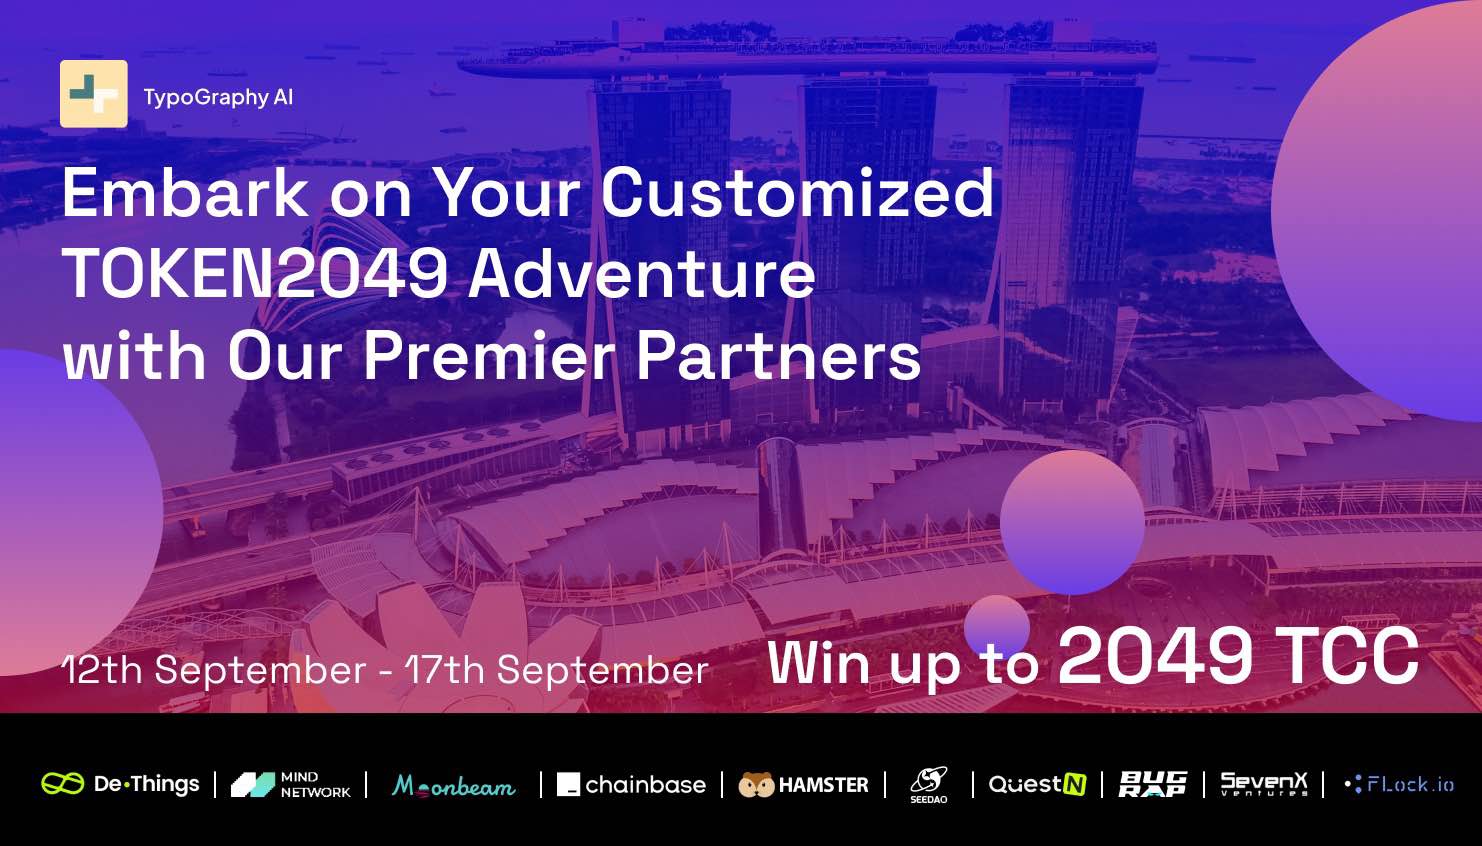 TypoGraphy AI
Embark on Your Customized
TOKEN2049 Adventure
with Our Premier Partners
12th September - 17th September
Win up to 2049 TCC
De•Things
MIND
NETWORK
Moonbeam
chainbase
HAMSTER
SEEDAO
QuestN
BUG
RAP
SevenX
ventures
FLock.io